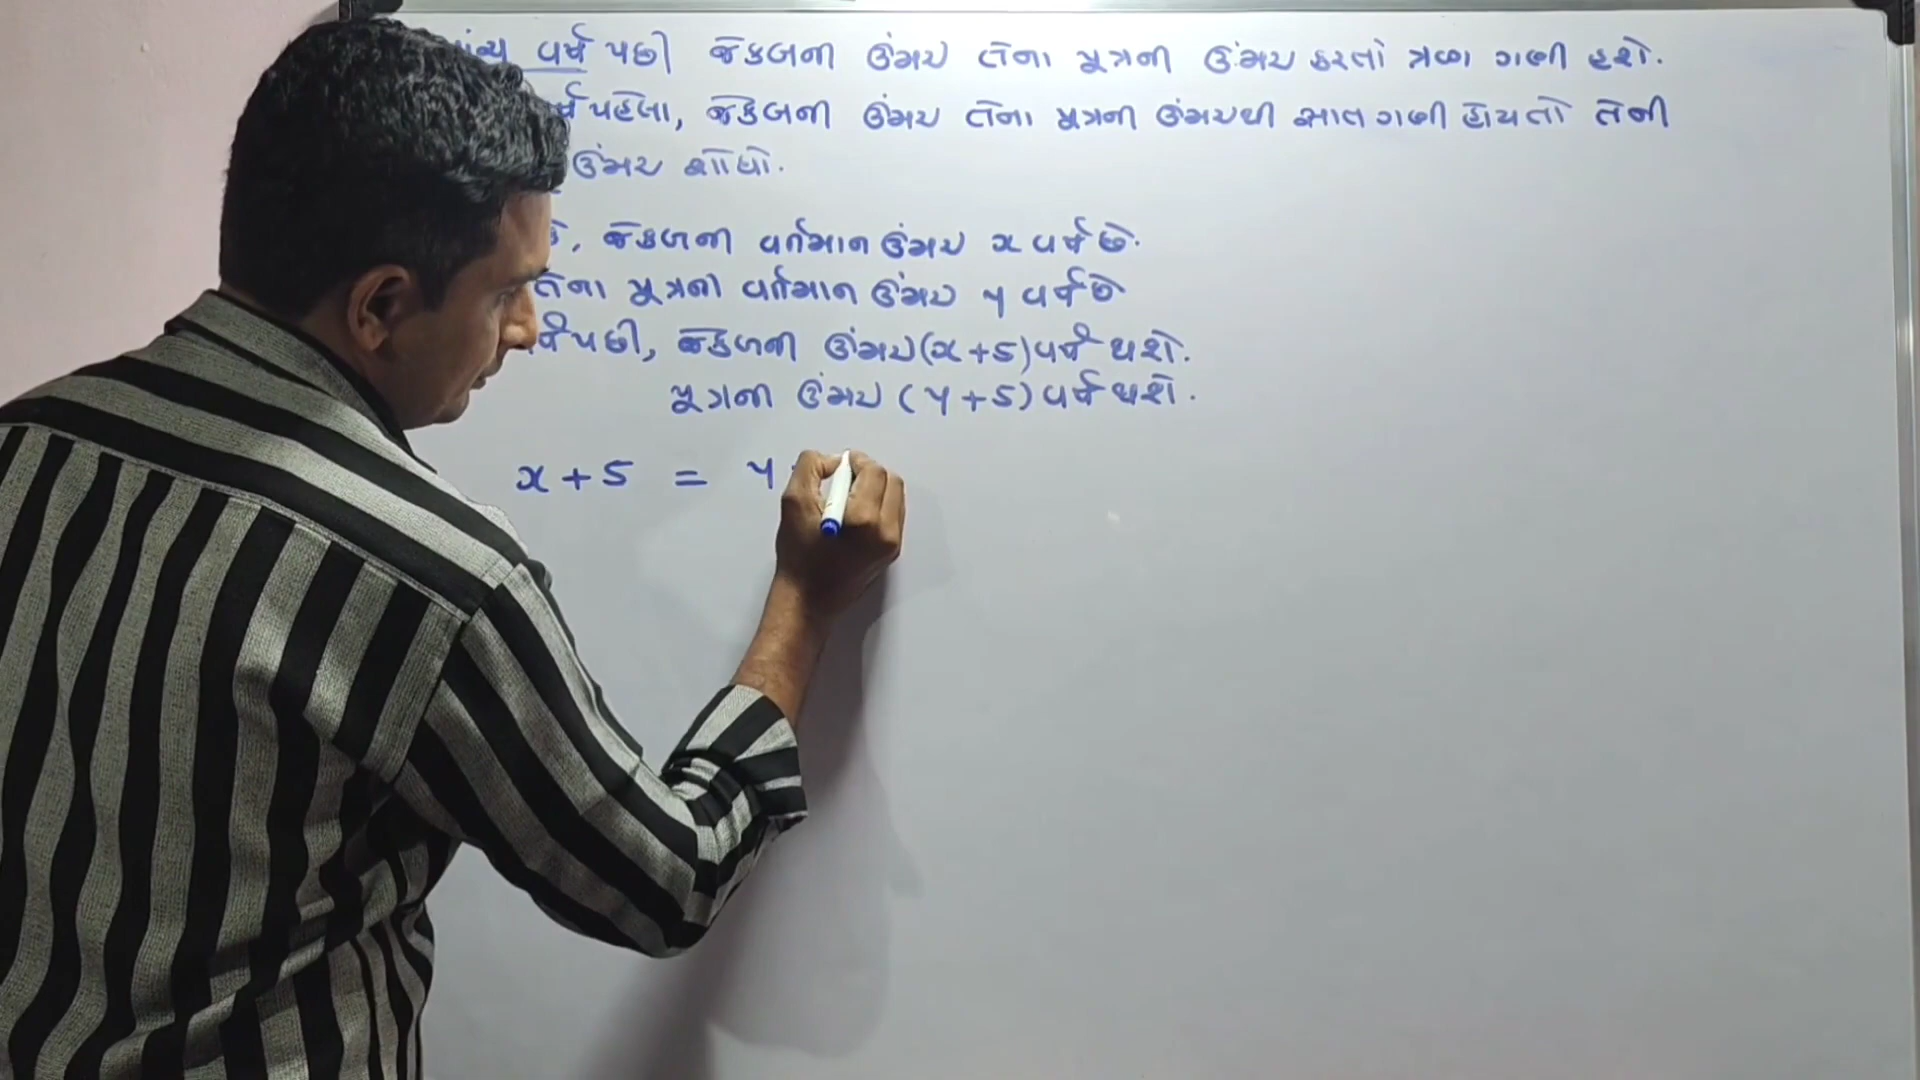 વર્ષ પછી જેકબની ઉંમર તેના પુત્રની ઉંમર કરતાં ત્રણ ગણી હશે.
પહેલા, જેકબની ઉંમર તેના પુત્રની ઉંમરથી સાત ગણી હોય તો તેની
ઉંમર શોધો.
જેકબની વર્તમાન ઉંમર x વર્ષ છે.
તેના પુત્રની વર્તમાન ઉંમર y વર્ષ છે
પછી, જેકબની ઉંમર (x+5) વર્ષ થશે.
પુત્રની ઉંમર (y+5) વર્ષ થશે.
x + 5 = y